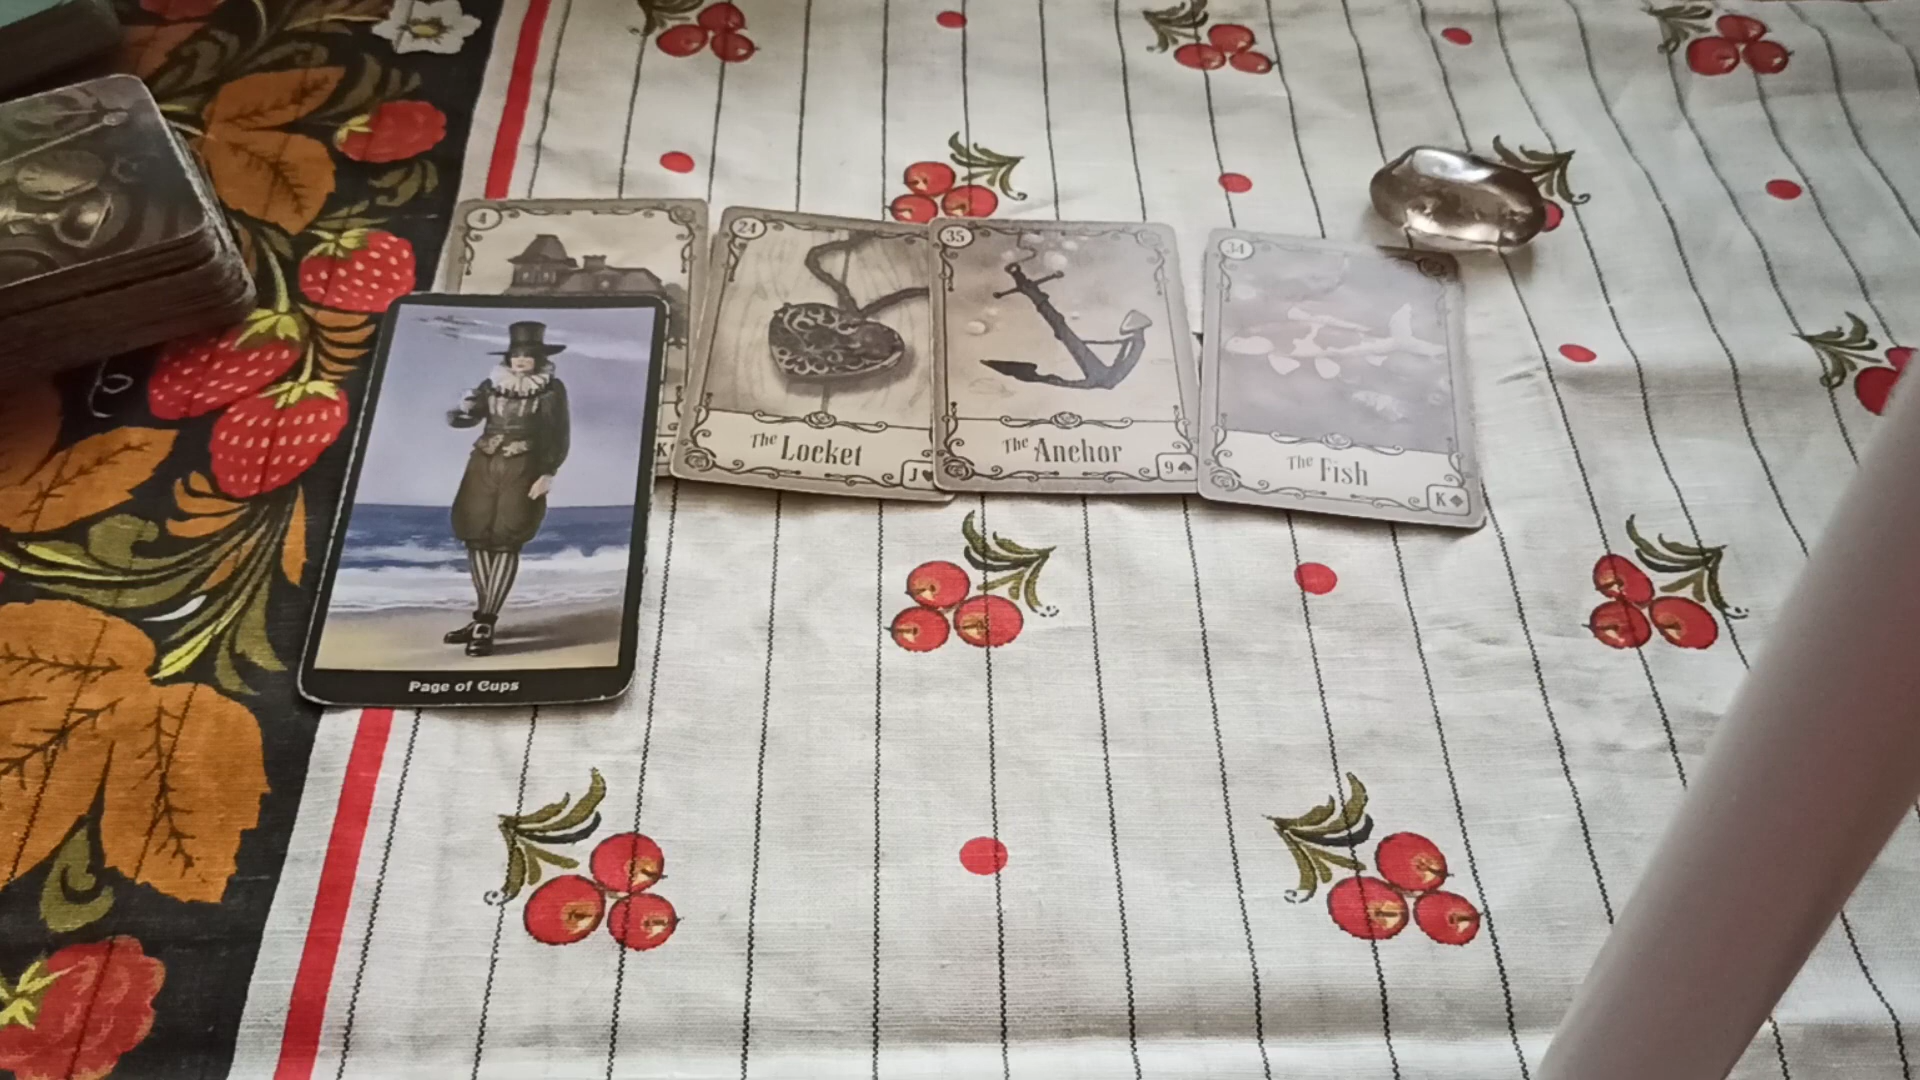 4
K
24
The Locket
J♥
35
The Anchor
9♠
34
The Fish
K♦
Page of Cups